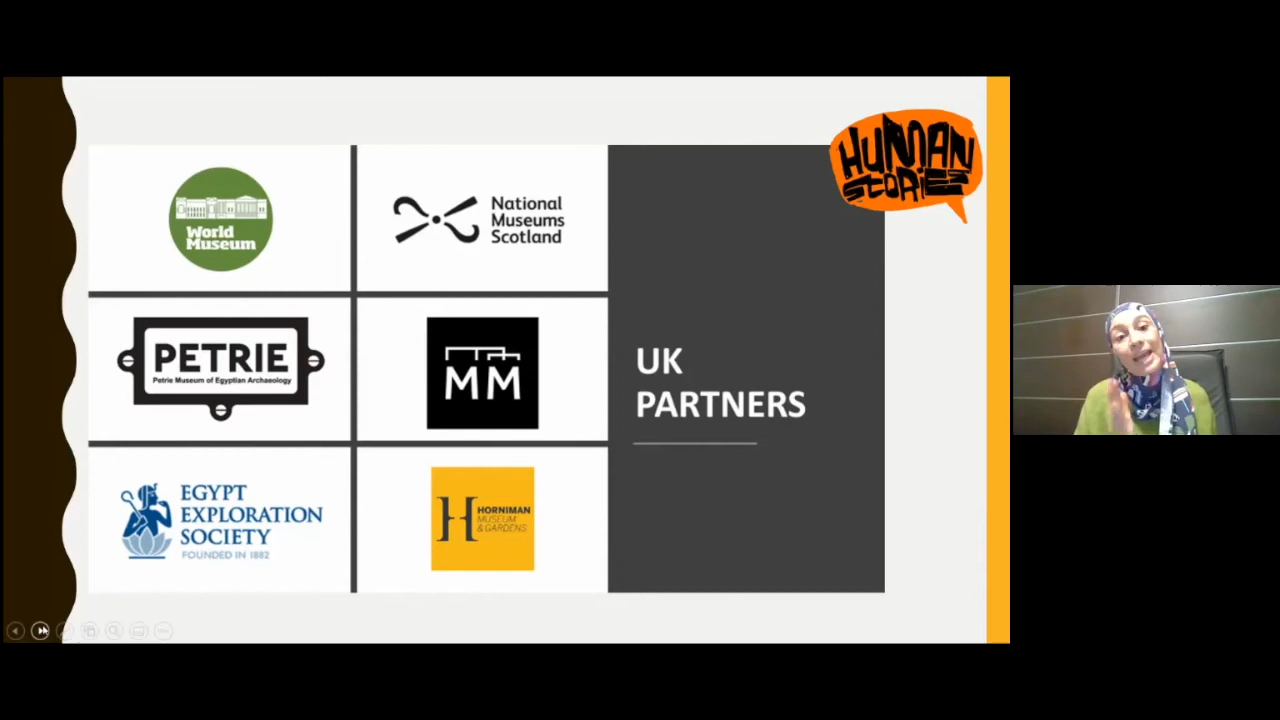 HUMAN
STORIES
World
Museum
National
Museums
Scotland
PETRIE
Petrie Museum of Egyptian Archaeology
MM
UK
PARTNERS
EGYPT
EXPLORATION
SOCIETY
FOUNDED IN 1882
H
HORNIMAN
MUSEUM
& GARDENS